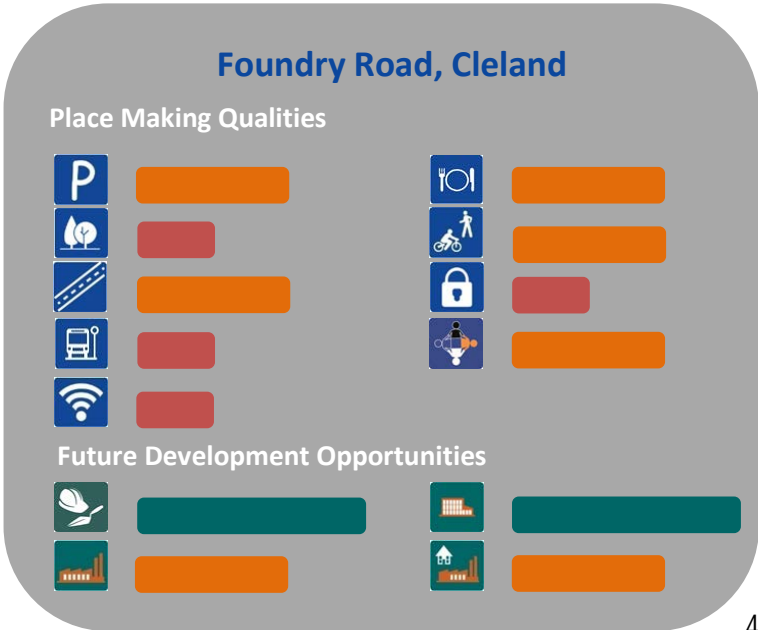 Foundry Road, Cleland
Place Making Qualities
P
Future Development Opportunities
4